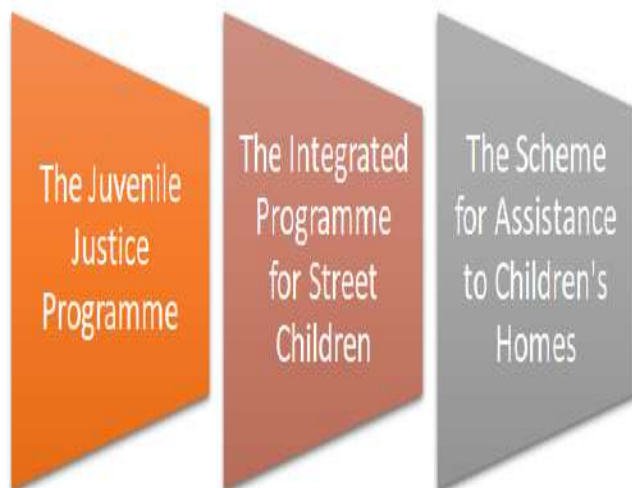 The Juvenile
Justice
Programme
The Integrated
Programme
for Street
Children
The Scheme
for Assistance
to Children's
Homes